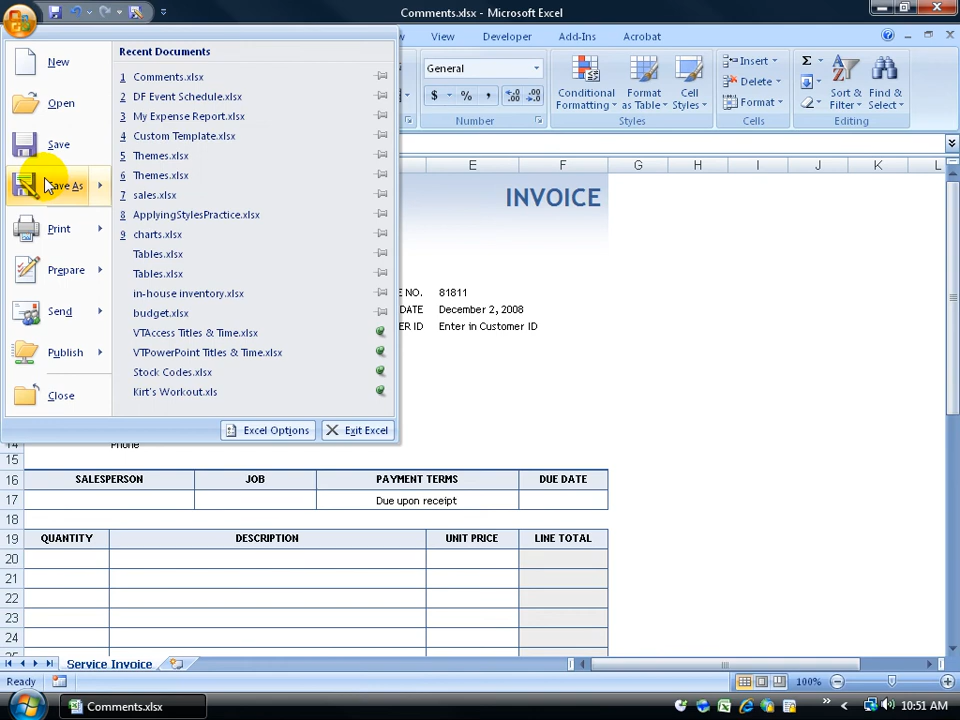 Comments.xlsx - Microsoft Excel
View Developer Add-Ins Acrobat
Recent Documents
New
Open
Save
Save As
Print
Prepare
Send
Publish
Close
1 Comments.xlsx
2 DF Event Schedule.xlsx
3 My Expense Report.xlsx
4 Custom Template.xlsx
5 Themes.xlsx
6 Themes.xlsx
7 sales.xlsx
8 ApplyingStylesPractice.xlsx
9 charts.xlsx
Tables.xlsx
Tables.xlsx
in-house inventory.xlsx
budget.xlsx
VTAccess Titles & Time.xlsx
VTPowerPoint Titles & Time.xlsx
Stock Codes.xlsx
Kirt's Workout.xls
Excel Options Exit Excel
General
$ % , .00 .00
Number
Conditional Formatting
Format as Table
Cell Styles
Styles
Insert
Delete
Format
Cells
Σ
Sort & Filter
Find & Select
Editing
E F G H I J K L
INVOICE
E NO. 81811
DATE December 2, 2008
ER ID Enter in Customer ID
14 Phone
15
16 SALESPERSON JOB PAYMENT TERMS DUE DATE
17 Due upon receipt
18
19 QUANTITY DESCRIPTION UNIT PRICE LINE TOTAL
20
21
22
23
24
Service Invoice
Ready 100%
Comments.xlsx 10:51 AM